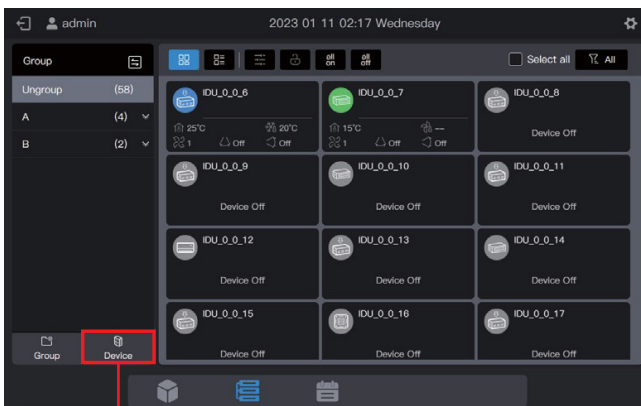 admin 2023 01 11 02:17 Wednesday
Group
all on all off Select all All
Ungroup (58)
A (4)
B (2)
IDU_0_0_6
25°C 20°C
1 Off Off
IDU_0_0_7
15°C --
1 Off Off
IDU_0_0_8
Device Off
IDU_0_0_9
Device Off
IDU_0_0_10
Device Off
IDU_0_0_11
Device Off
IDU_0_0_12
Device Off
IDU_0_0_13
Device Off
IDU_0_0_14
Device Off
IDU_0_0_15
Device Off
IDU_0_0_16
Device Off
IDU_0_0_17
Device Off
Group Device